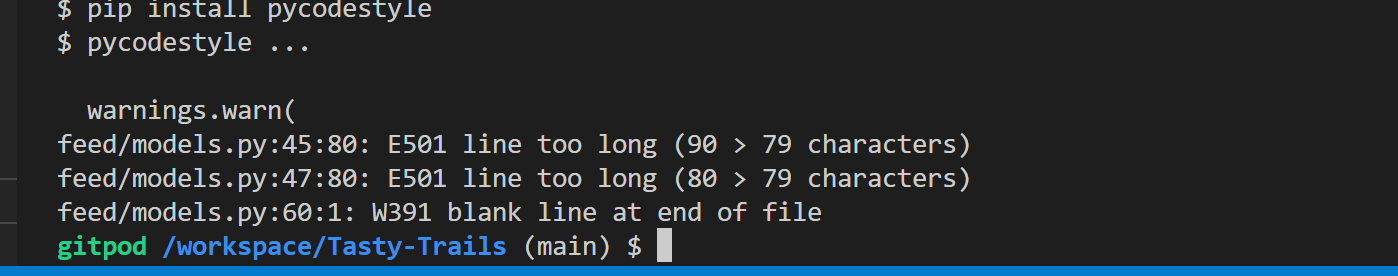 $ pip install pycodestyle
$ pycodestyle ...
warnings.warn(
feed/models.py:45:80: E501 line too long (90 > 79 characters)
feed/models.py:47:80: E501 line too long (80 > 79 characters)
feed/models.py:60:1: W391 blank line at end of file
gitpod /workspace/Tasty-Trails (main) $